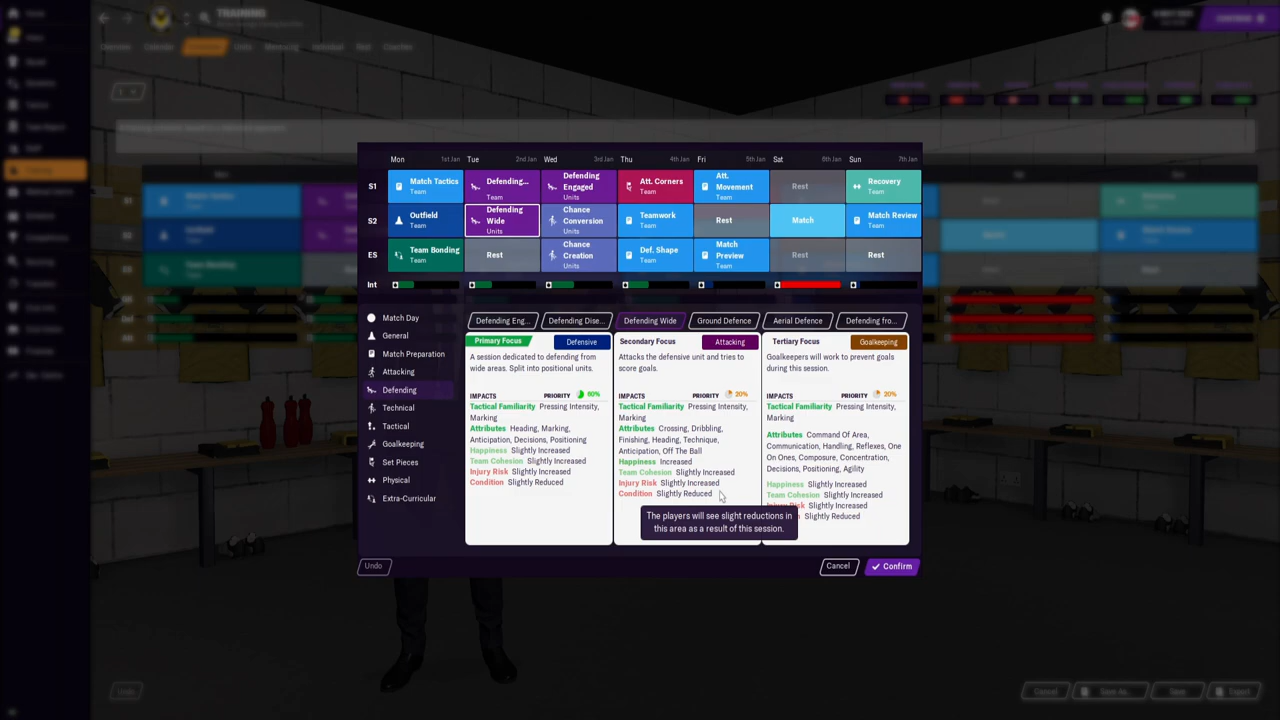 TRAINING
Mon 1st Jan Tue 2nd Jan Wed 3rd Jan Thu 4th Jan Fri 5th Jan Sat 6th Jan Sun 7th Jan
S1
Match Tactics
Team
Defending...
Team
Defending
Engaged
Units
Att. Corners
Team
Att.
Movement
Team
Rest
Recovery
Team
S2
Outfield
Team
Defending
Wide
Units
Chance
Conversion
Units
Teamwork
Team
Rest
Match
Match Review
Team
ES
Team Bonding
Team
Rest
Chance
Creation
Units
Def. Shape
Team
Match
Preview
Team
Rest
Rest
Int
Match Day
General
Match Preparation
Attacking
Defending
Technical
Tactical
Goalkeeping
Set Pieces
Physical
Extra-Curricular
Defending Eng... Defending Dise... Defending Wide Ground Defence Aerial Defence Defending fro...
Primary Focus Defensive
A session dedicated to defending from
wide areas. Split into positional units.
IMPACTS PRIORITY 60%
Tactical Familiarity Pressing Intensity,
Marking
Attributes Heading, Marking,
Anticipation, Decisions, Positioning
Happiness Slightly Increased
Team Cohesion Slightly Increased
Injury Risk Slightly Increased
Condition Slightly Reduced
Secondary Focus Attacking
Attacks the defensive unit and tries to
score goals.
IMPACTS PRIORITY 20%
Tactical Familiarity Pressing Intensity,
Marking
Attributes Crossing, Dribbling,
Finishing, Heading, Technique,
Anticipation, Off The Ball
Happiness Increased
Team Cohesion Slightly Increased
Injury Risk Slightly Increased
Condition Slightly Reduced
Tertiary Focus Goalkeeping
Goalkeepers will work to prevent goals
during this session.
IMPACTS PRIORITY 20%
Tactical Familiarity Pressing Intensity,
Marking
Attributes Command Of Area,
Communication, Handling, Reflexes, One
On Ones, Composure, Concentration,
Decisions, Positioning, Agility
Happiness Slightly Increased
Team Cohesion Slightly Increased
Slightly Increased
Slightly Reduced
The players will see slight reductions in
this area as a result of this session.
Undo Cancel Confirm
Undo Cancel Save As... Save Export